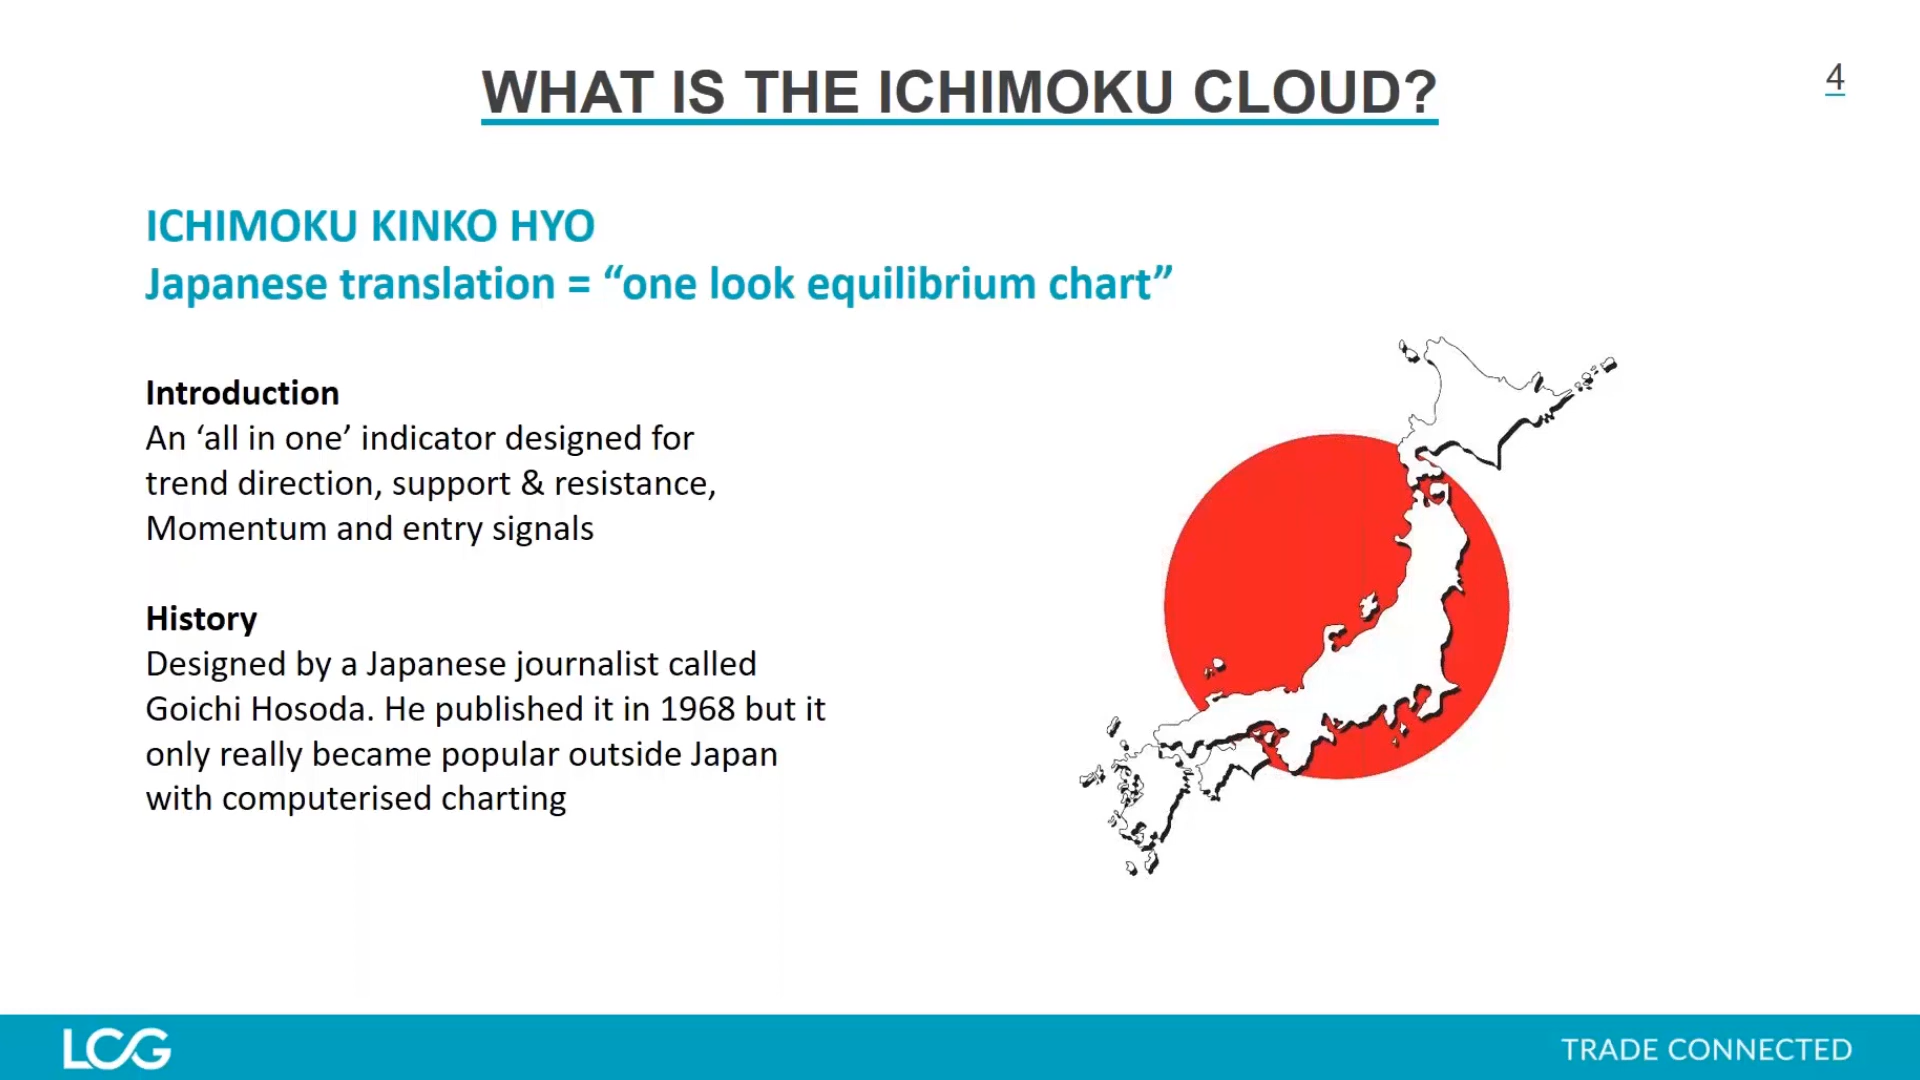 WHAT IS THE ICHIMOKU CLOUD?
4
ICHIMOKU KINKO HYO
Japanese translation = “one look equilibrium chart”
Introduction
An ‘all in one’ indicator designed for
trend direction, support & resistance,
Momentum and entry signals
History
Designed by a Japanese journalist called
Goichi Hosoda. He published it in 1968 but it
only really became popular outside Japan
with computerised charting
LCG
TRADE CONNECTED